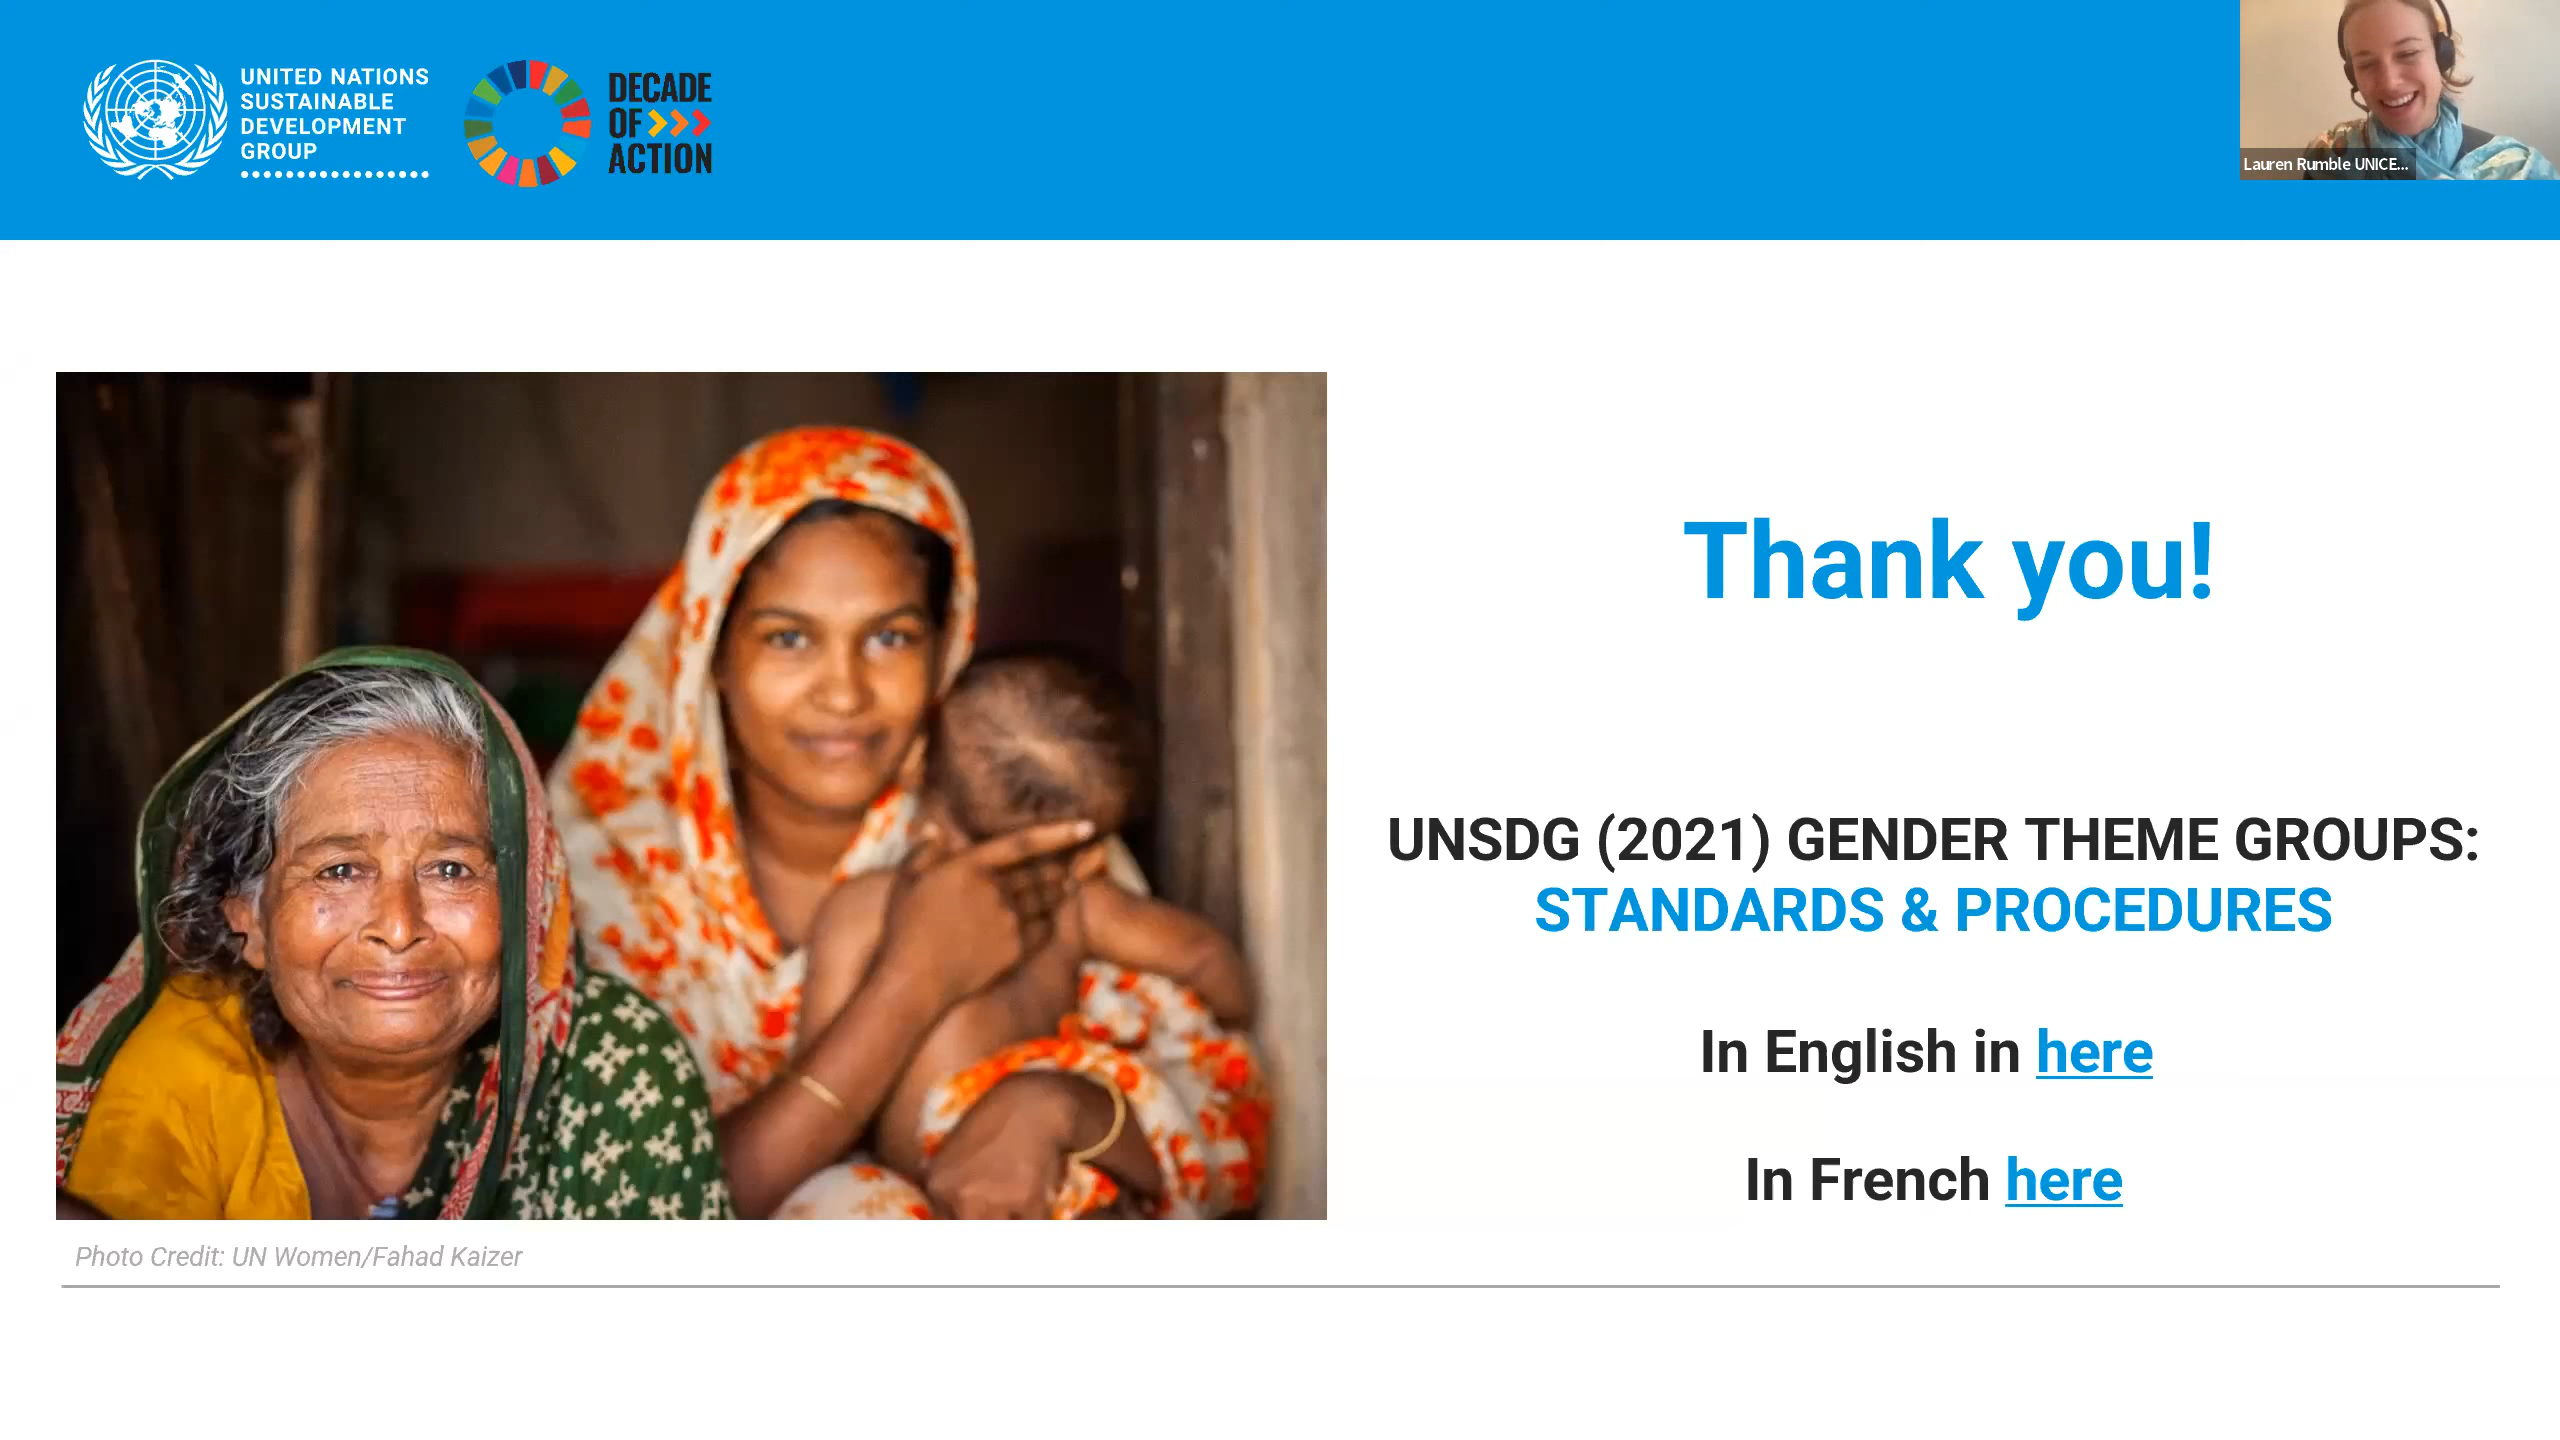 UNITED NATIONS
SUSTAINABLE
DEVELOPMENT
GROUP
DECADE
OF
ACTION
Lauren Rumble UNICE...
Thank you!
UNSDG (2021) GENDER THEME GROUPS:
STANDARDS & PROCEDURES
In English in here
In French here
Photo Credit: UN Women/Fahad Kaizer